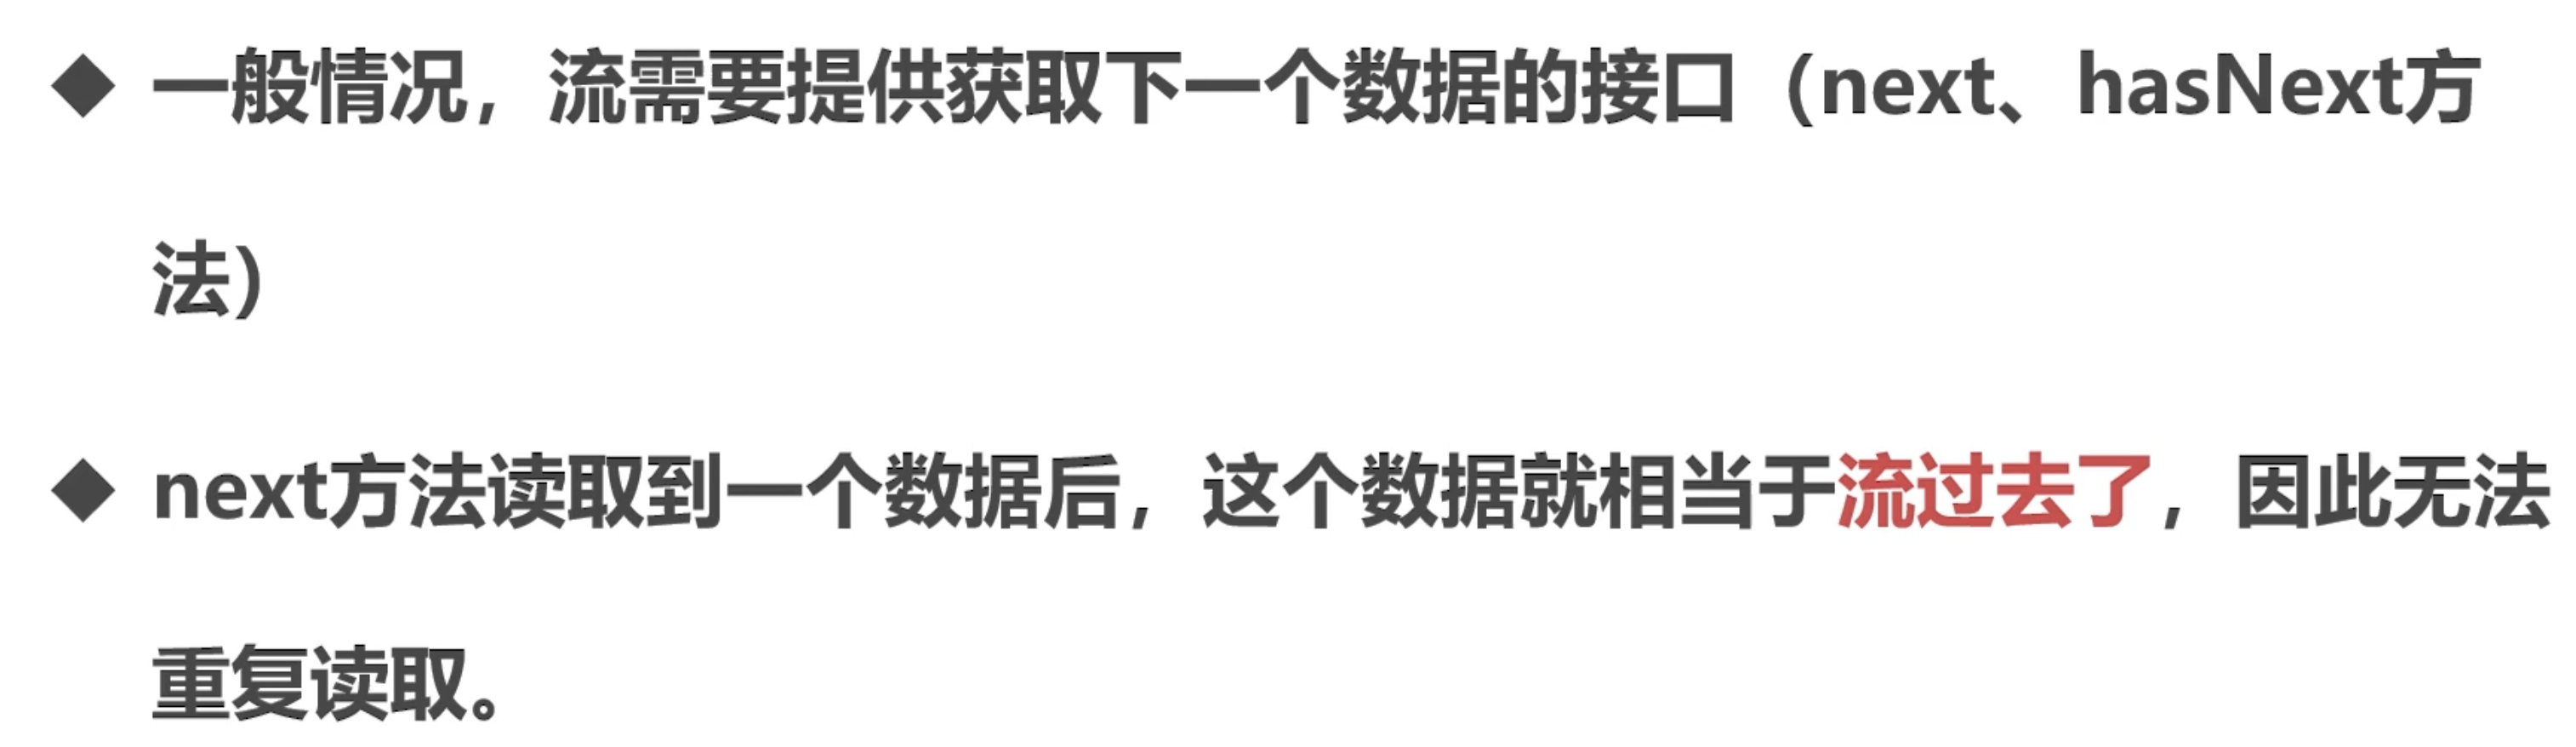 ◆ 一般情况，流需要提供获取下一个数据的接口（next、hasNext方
法）
◆ next方法读取到一个数据后，这个数据就相当于流过去了，因此无法
重复读取。